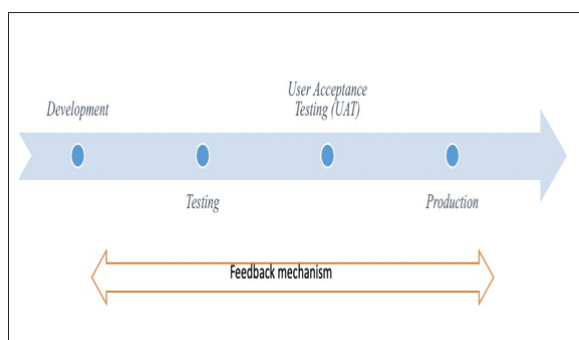 Development
User Acceptance
Testing (UAT)
Testing
Production
Feedback mechanism